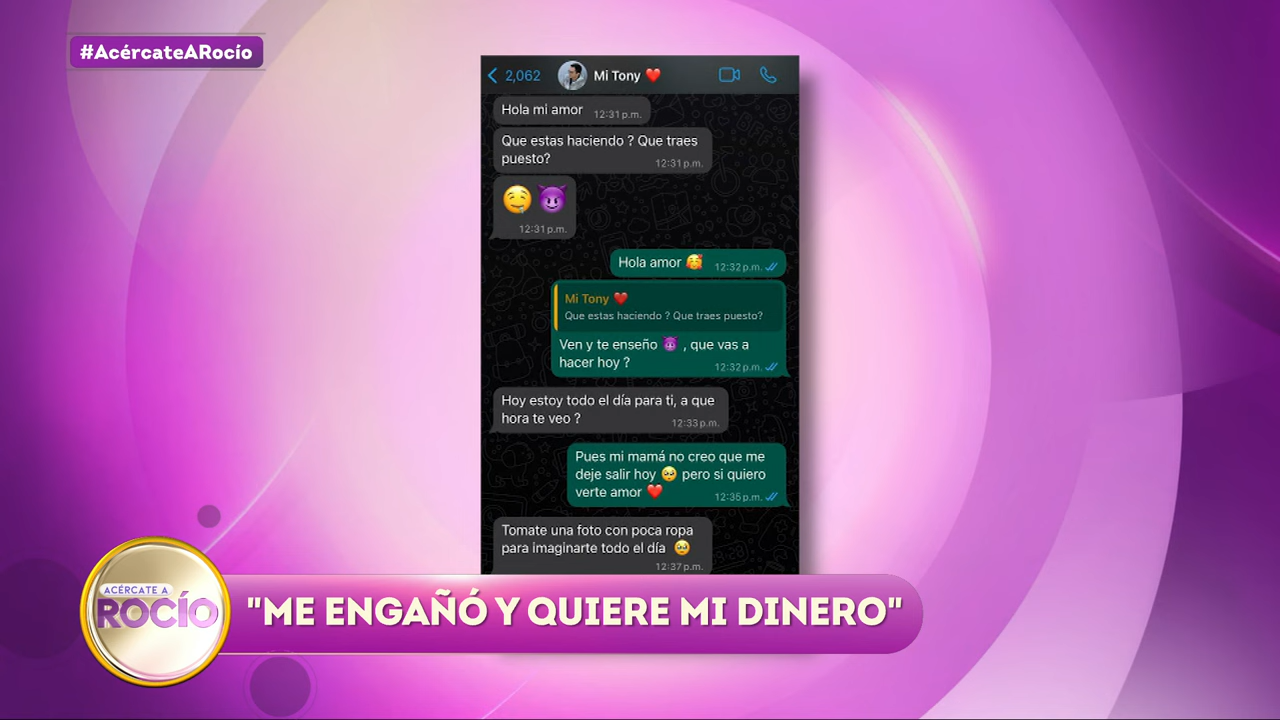 #AcércateARocío
2,062
Mi Tony ❤️
Hola mi amor 12:31 p.m.
Que estas haciendo ? Que traes
puesto? 12:31 p.m.
🤤 😈
12:31 p.m.
Hola amor 🥰 12:32 p.m.
Mi Tony ❤️
Que estas haciendo ? Que traes puesto?
Ven y te enseño 😈 , que vas a
hacer hoy ? 12:32 p.m.
Hoy estoy todo el día para ti, a que
hora te veo ? 12:33 p.m.
Pues mi mamá no creo que me
deje salir hoy 🥺 pero si quiero
verte amor ❤️ 12:35 p.m.
Tomate una foto con poca ropa
para imaginarte todo el día 🥺
12:37 p.m.
ACÉRCATE A
ROCÍO
"ME ENGAÑÓ Y QUIERE MI DINERO"